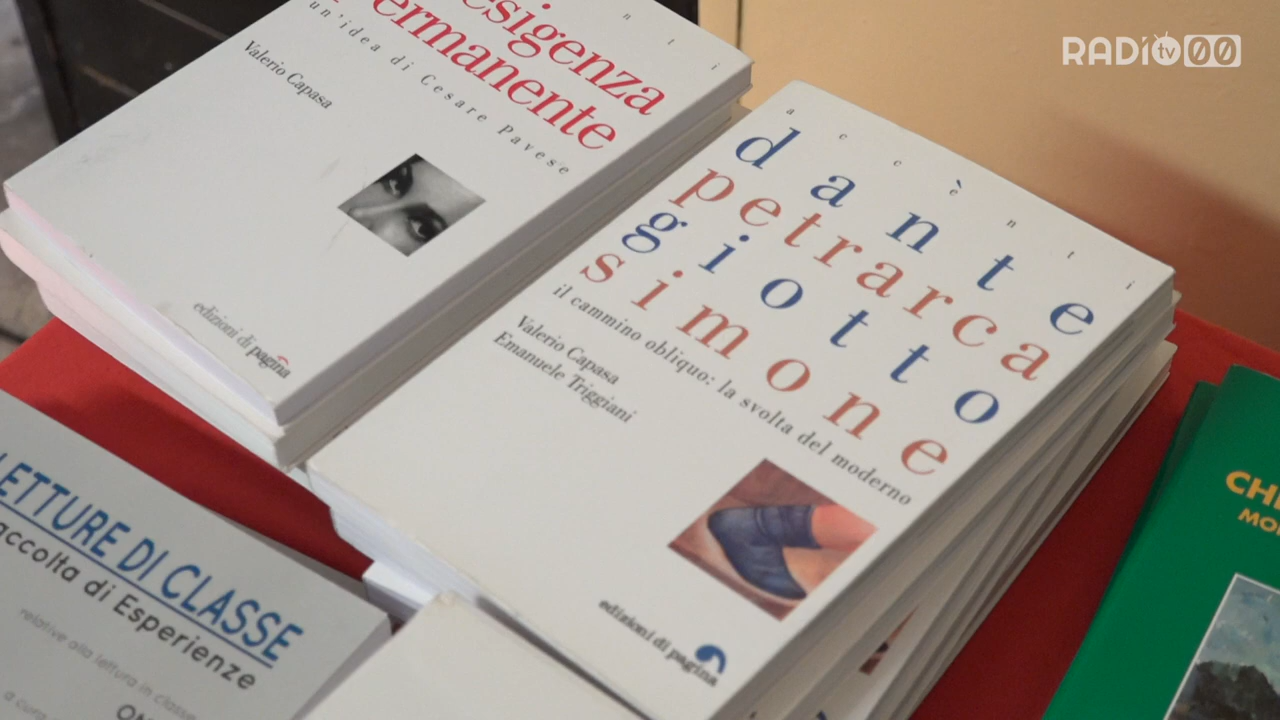 RADIO tv 00
n t i
esigenza
permanente
un'idea di Cesare Pavese
Valerio Capasa
edizioni di pagina
a c c è n t i
dante
petrarca
giotto
simone
il cammino obliquo: la svolta del moderno
Valerio Capasa
Emanuele Triggiani
edizioni di pagina
LETTURE DI CLASSE
accolta di Esperienze
relative alla lettura in classe
a cura